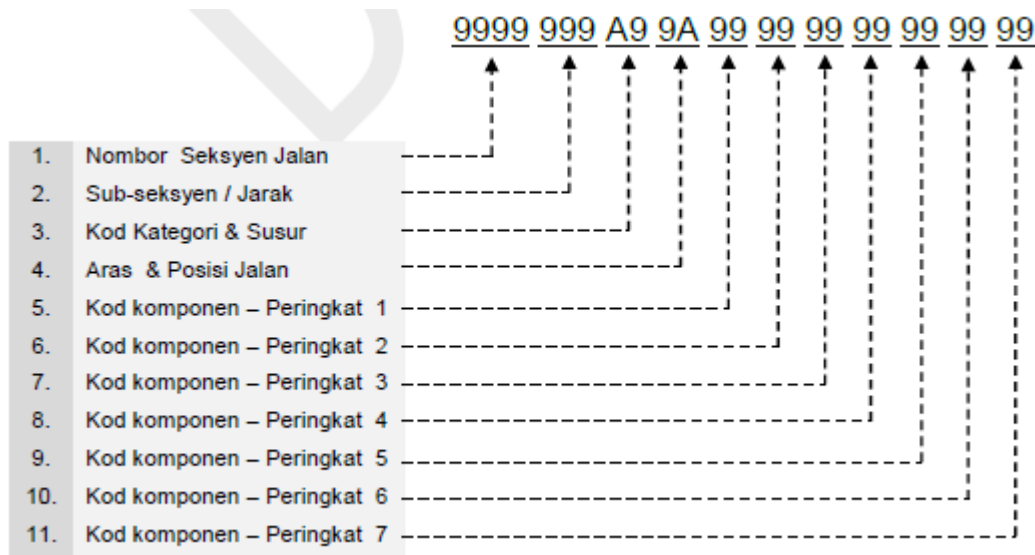 9999 999 A9 9A 99 99 99 99 99 99 99
1. Nombor Seksyen Jalan
2. Sub-seksyen / Jarak
3. Kod Kategori & Susur
4. Aras & Posisi Jalan
5. Kod komponen – Peringkat 1
6. Kod komponen – Peringkat 2
7. Kod komponen – Peringkat 3
8. Kod komponen – Peringkat 4
9. Kod komponen – Peringkat 5
10. Kod komponen – Peringkat 6
11. Kod komponen – Peringkat 7